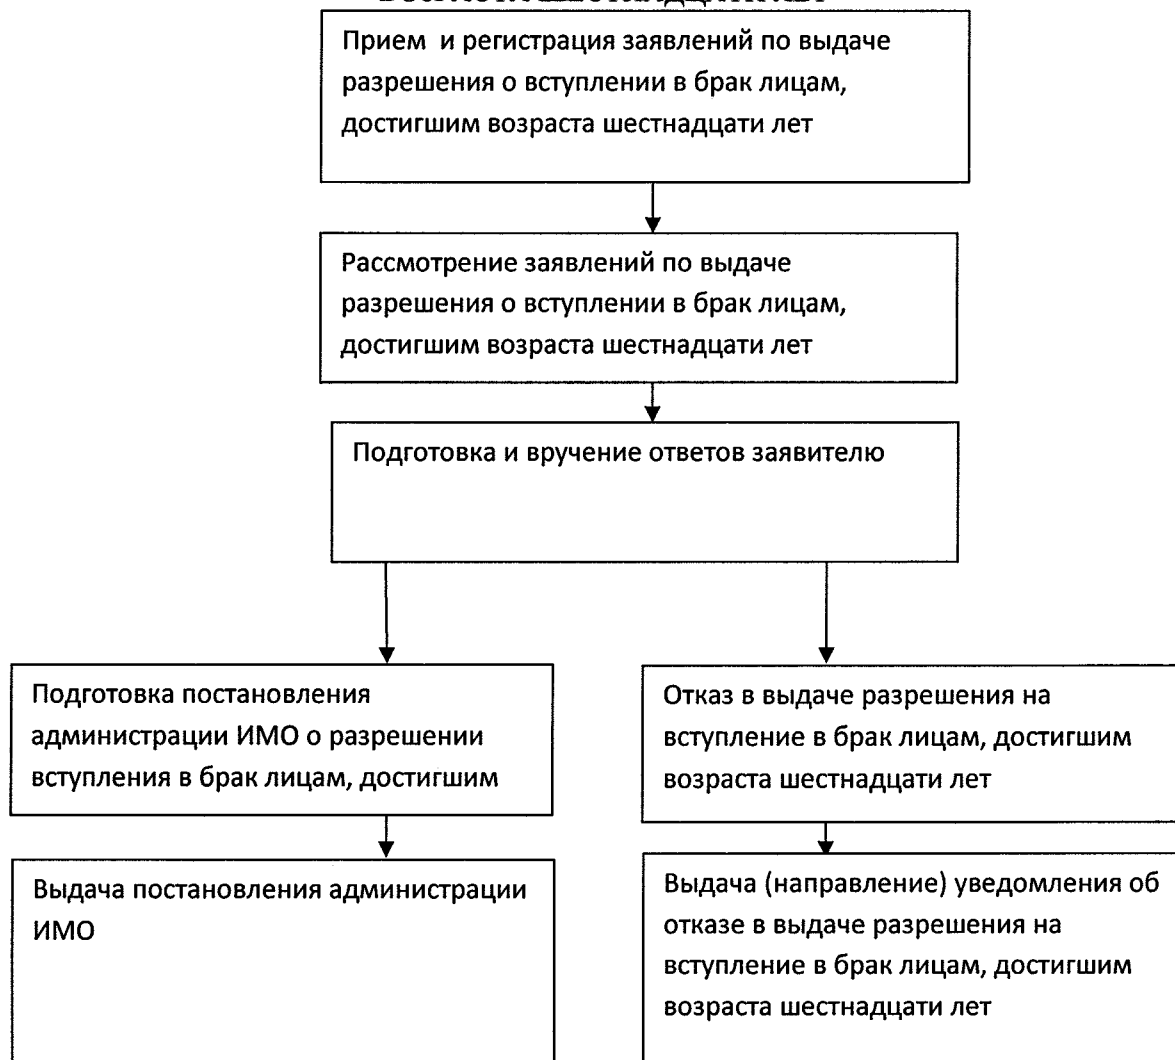 Прием и регистрация заявлений по выдаче
разрешения о вступлении в брак лицам,
достигшим возраста шестнадцати лет
Рассмотрение заявлений по выдаче
разрешения о вступлении в брак лицам,
достигшим возраста шестнадцати лет
Подготовка и вручение ответов заявителю
Подготовка постановления
администрации ИМО о разрешении
вступления в брак лицам, достигшим
Отказ в выдаче разрешения на
вступление в брак лицам, достигшим
возраста шестнадцати лет
Выдача постановления администрации
ИМО
Выдача (направление) уведомления об
отказе в выдаче разрешения на
вступление в брак лицам, достигшим
возраста шестнадцати лет